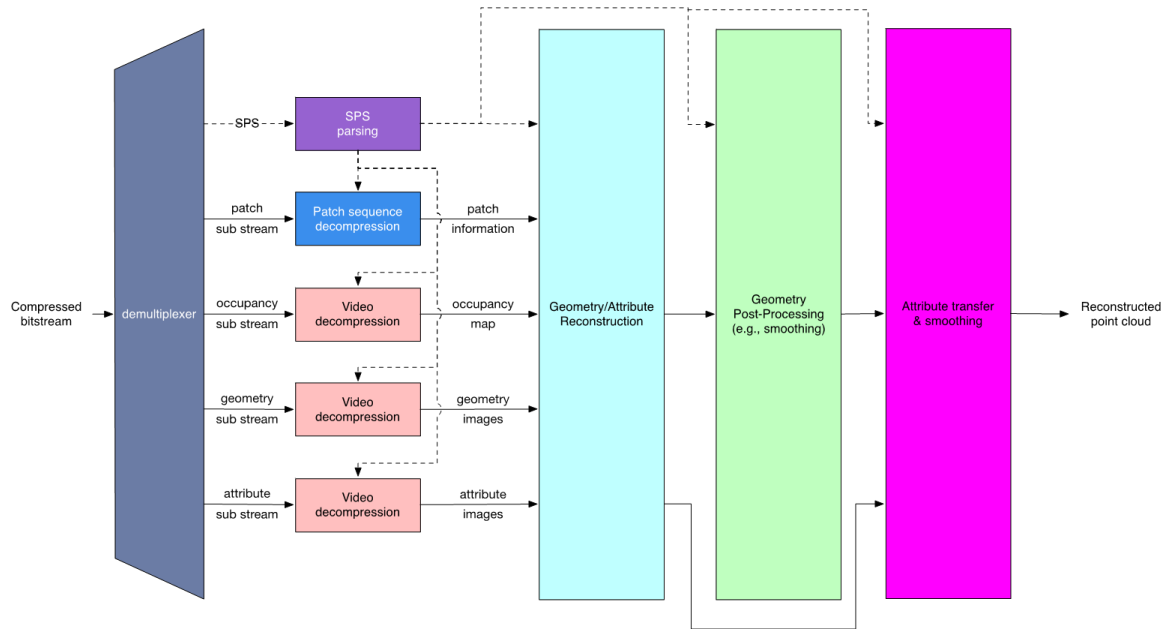 SPS
SPS
parsing
patch
sub stream
Patch sequence
decompression
patch
information
Compressed
bitstream
demultiplexer
occupancy
sub stream
Video
decompression
occupancy
map
Geometry/Attribute
Reconstruction
Geometry
Post-Processing
(e.g., smoothing)
Attribute transfer
& smoothing
Reconstructed
point cloud
geometry
sub stream
Video
decompression
geometry
images
attribute
sub stream
Video
decompression
attribute
images